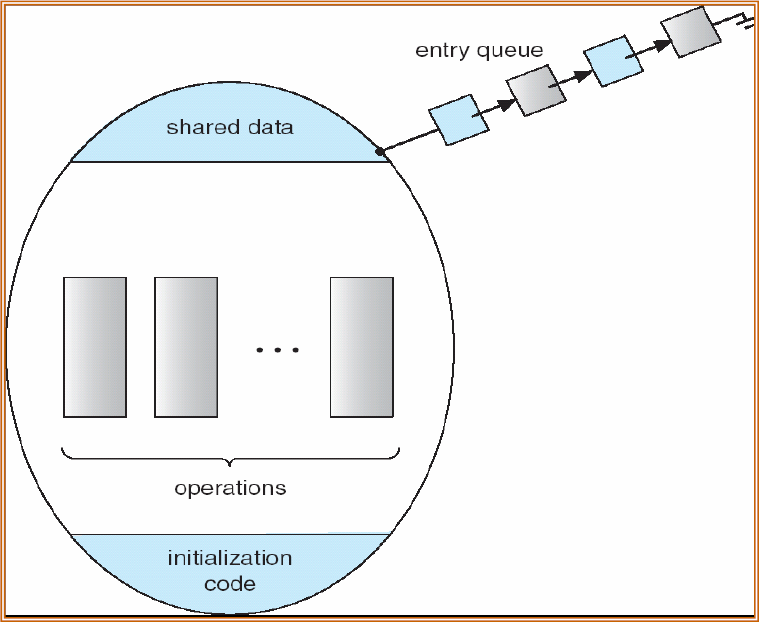 entry queue
shared data
. . .
operations
initialization
code